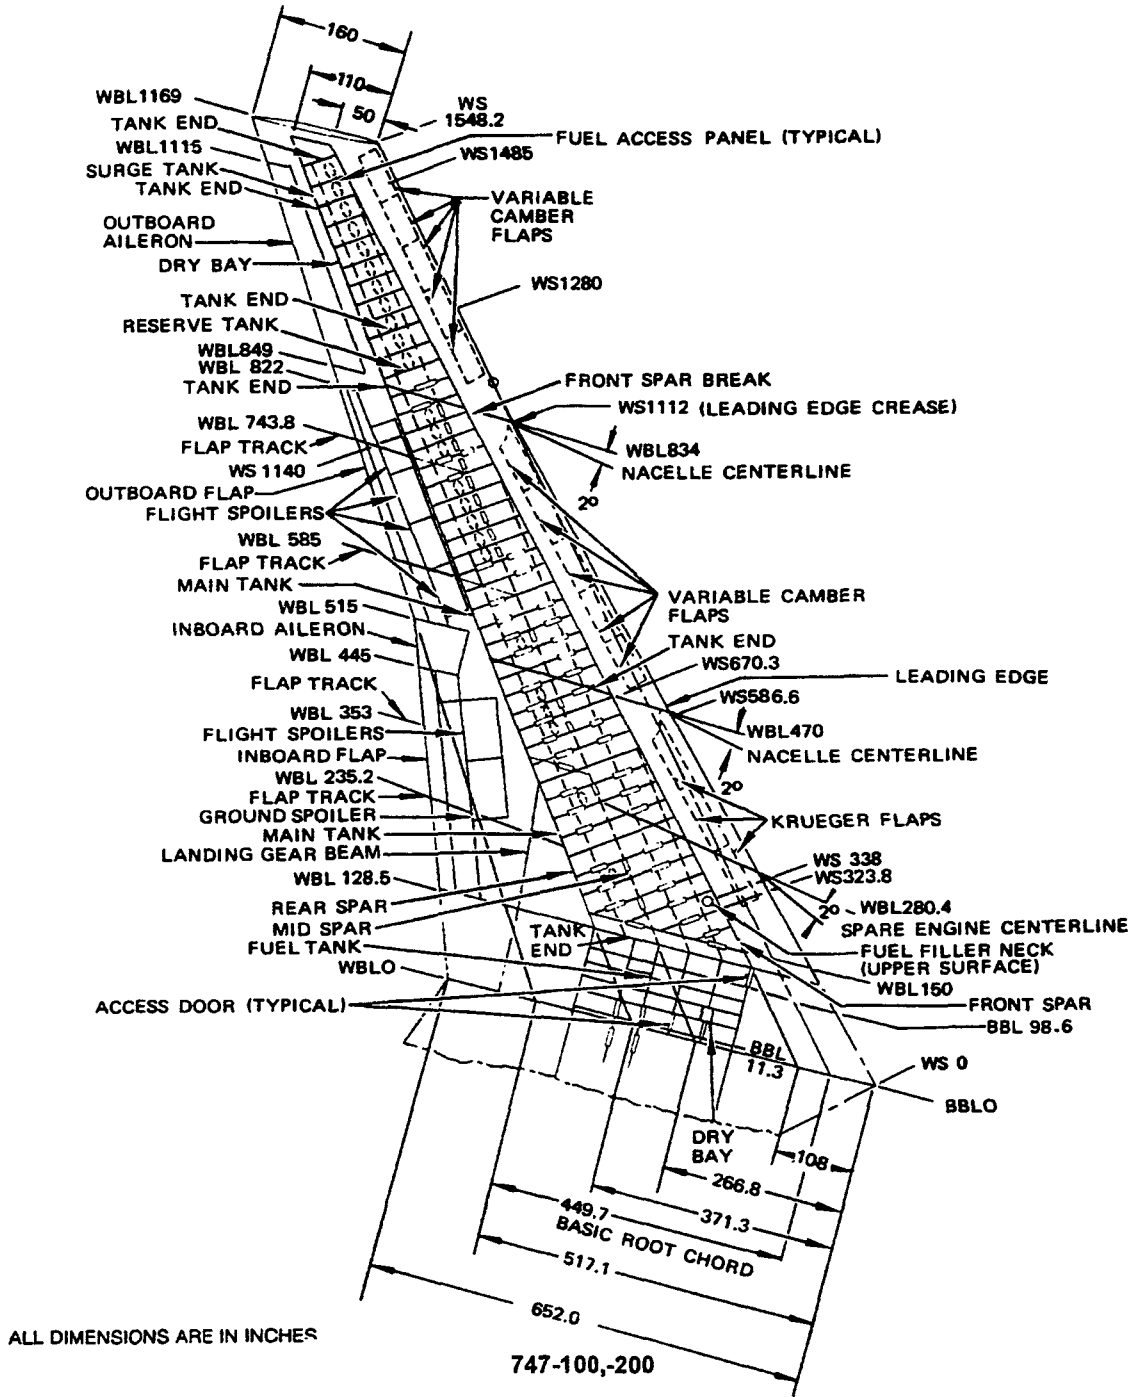 160
110
50
WBL1169
WS
1548.2
TANK END
FUEL ACCESS PANEL (TYPICAL)
WBL1115
WS1485
SURGE TANK
TANK END
VARIABLE
CAMBER
FLAPS
OUTBOARD
AILERON
DRY BAY
WS1280
TANK END
RESERVE TANK
WBL849
WBL 822
TANK END
FRONT SPAR BREAK
WS1112 (LEADING EDGE CREASE)
WBL 743.8
FLAP TRACK
WBL834
NACELLE CENTERLINE
WS 1140
2º
OUTBOARD FLAP
FLIGHT SPOILERS
WBL 585
FLAP TRACK
MAIN TANK
VARIABLE CAMBER
FLAPS
WBL 515
INBOARD AILERON
TANK END
WBL 445
WS670.3
LEADING EDGE
FLAP TRACK
WS586.6
WBL 353
FLIGHT SPOILERS
WBL470
INBOARD FLAP
NACELLE CENTERLINE
WBL 235.2
2º
FLAP TRACK
GROUND SPOILER
KRUEGER FLAPS
MAIN TANK
LANDING GEAR BEAM
WS 338
WS323.8
WBL 128.5
REAR SPAR
2º
WBL280.4
MID SPAR
SPARE ENGINE CENTERLINE
TANK
END
FUEL TANK
FUEL FILLER NECK
(UPPER SURFACE)
WBLO
WBL150
ACCESS DOOR (TYPICAL)
FRONT SPAR
BBL 98.6
BBL
11.3
WS 0
BBLO
DRY
BAY
108
266.8
371.3
449.7
BASIC ROOT CHORD
517.1
652.0
ALL DIMENSIONS ARE IN INCHES
747-100,-200